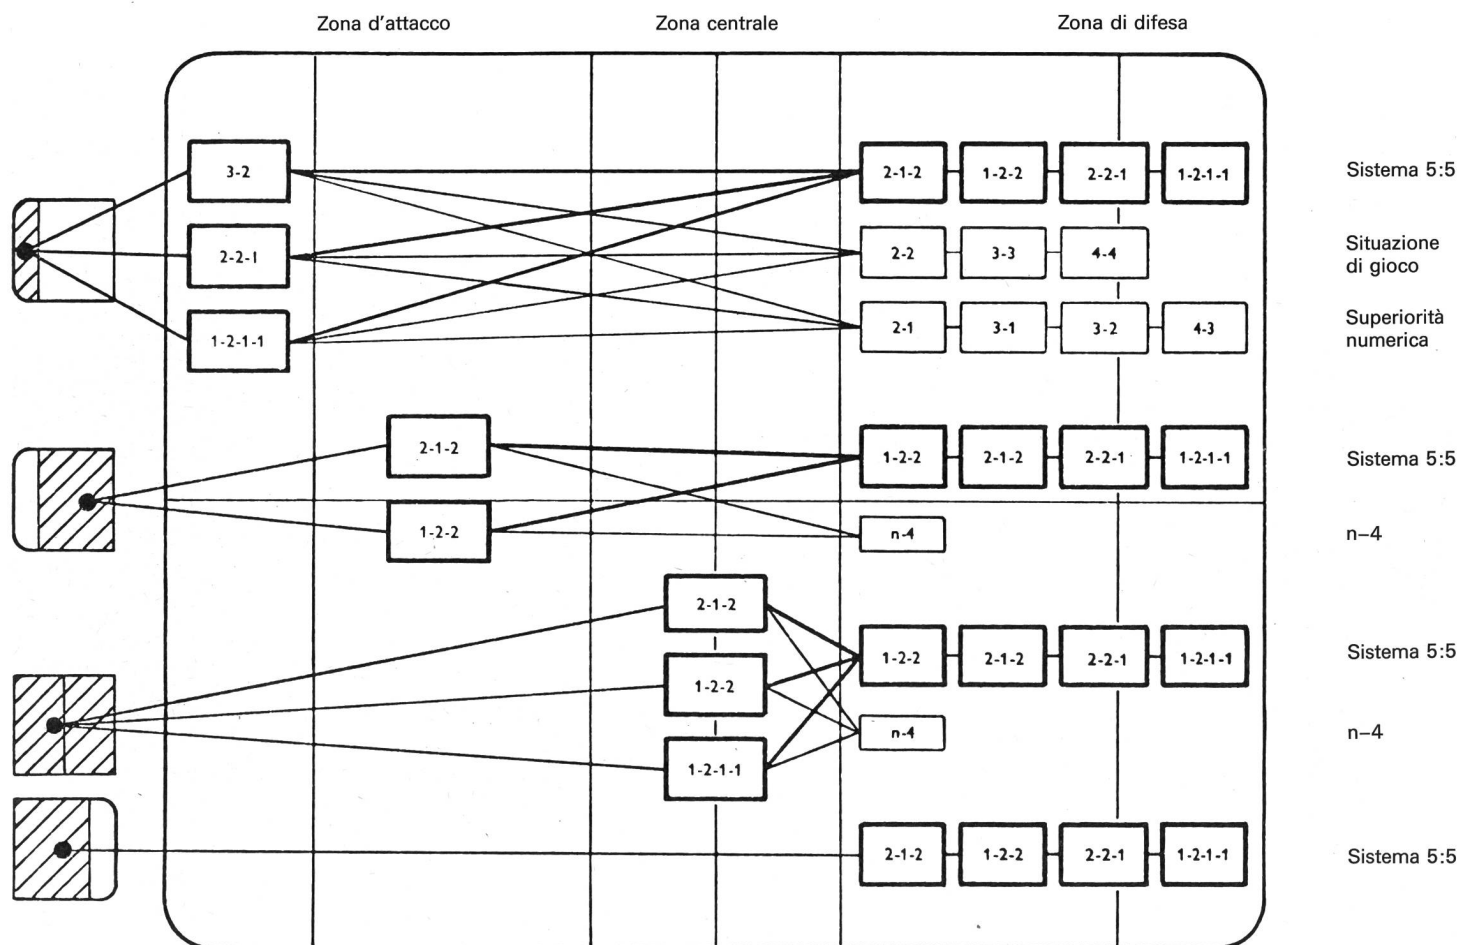 Zona d'attacco Zona centrale Zona di difesa
3-2 2-1-2 1-2-2 2-2-1 1-2-1-1 Sistema 5:5
2-2-1 2-2 3-3 4-4 Situazione
di gioco
1-2-1-1 2-1 3-1 3-2 4-3 Superiorità
numerica
2-1-2 1-2-2 2-1-2 2-2-1 1-2-1-1 Sistema 5:5
1-2-2 n-4 n–4
2-1-2
1-2-2 2-1-2 2-2-1 1-2-1-1 Sistema 5:5
1-2-2
n-4 n–4
1-2-1-1
2-1-2 1-2-2 2-2-1 1-2-1-1 Sistema 5:5